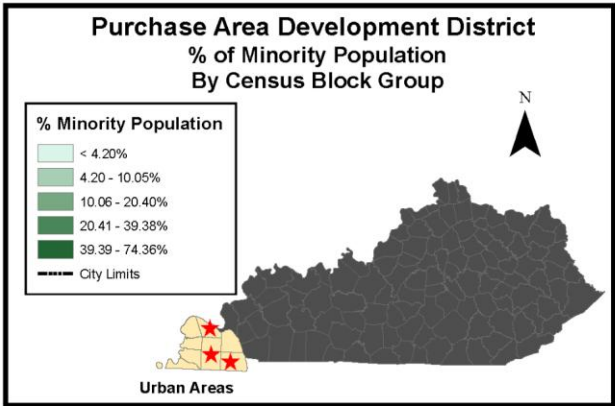 Purchase Area Development District
% of Minority Population
By Census Block Group
N
% Minority Population
< 4.20%
4.20 - 10.05%
10.06 - 20.40%
20.41 - 39.38%
39.39 - 74.36%
City Limits
Urban Areas